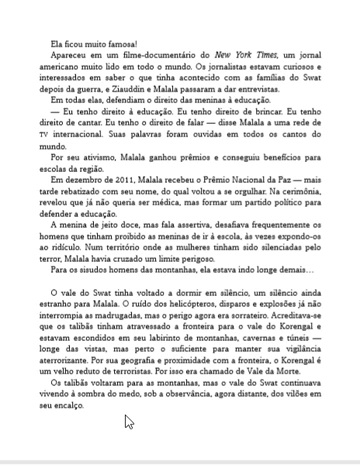 Ela ficou muito famosa!
Apareceu em um filme-documentário do New York Times, um jornal
americano muito lido em todo o mundo. Os jornalistas estavam curiosos e
interessados em saber o que tinha acontecido com as famílias do Swat
depois da guerra, e Ziauddin e Malala passaram a dar entrevistas.
Em todas elas, defendiam o direito das meninas à educação.
— Eu tenho direito à educação. Eu tenho direito de brincar. Eu tenho
direito de cantar. Eu tenho o direito de falar — disse Malala a uma rede de
TV internacional. Suas palavras foram ouvidas em todos os cantos do
mundo.
Por seu ativismo, Malala ganhou prêmios e conseguiu benefícios para
escolas da região.
Em dezembro de 2011, Malala recebeu o Prêmio Nacional da Paz — mais
tarde rebatizado com seu nome, do qual voltou a se orgulhar. Na cerimônia,
revelou que já não queria ser médica, mas formar um partido político para
defender a educação.
A menina de jeito doce, mas fala assertiva, desafiava frequentemente os
homens que tinham proibido as meninas de ir à escola, às vezes expondo-os
ao ridículo. Num território onde as mulheres tinham sido silenciadas pelo
terror, Malala havia cruzado um limite perigoso.
Para os sisudos homens das montanhas, ela estava indo longe demais…
O vale do Swat tinha voltado a dormir em silêncio, um silêncio ainda
estranho para Malala. O ruído dos helicópteros, disparos e explosões já não
interrompia as madrugadas, mas o perigo agora era sorrateiro. Acreditava-se
que os talibãs tinham atravessado a fronteira para o vale do Korengal e
estavam escondidos em seu labirinto de montanhas, cavernas e túneis —
longe das vistas, mas perto o suficiente para manter sua vigilância
aterrorizante. Por sua geografia e proximidade com a fronteira, o Korengal é
um velho reduto de terroristas. Por isso era chamado de Vale da Morte.
Os talibãs voltaram para as montanhas, mas o vale do Swat continuava
vivendo à sombra do medo, sob a observância, agora distante, dos vilões em
seu encalço.